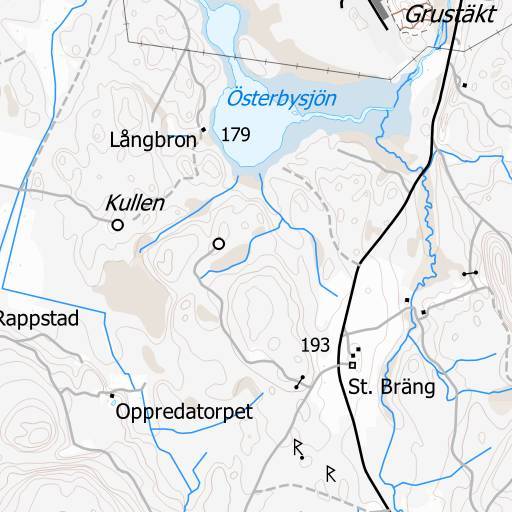 Grustäkt
Österbysjön
179
Långbron
Kullen
Rappstad
193
St. Bräng
Oppredatorpet
R
R